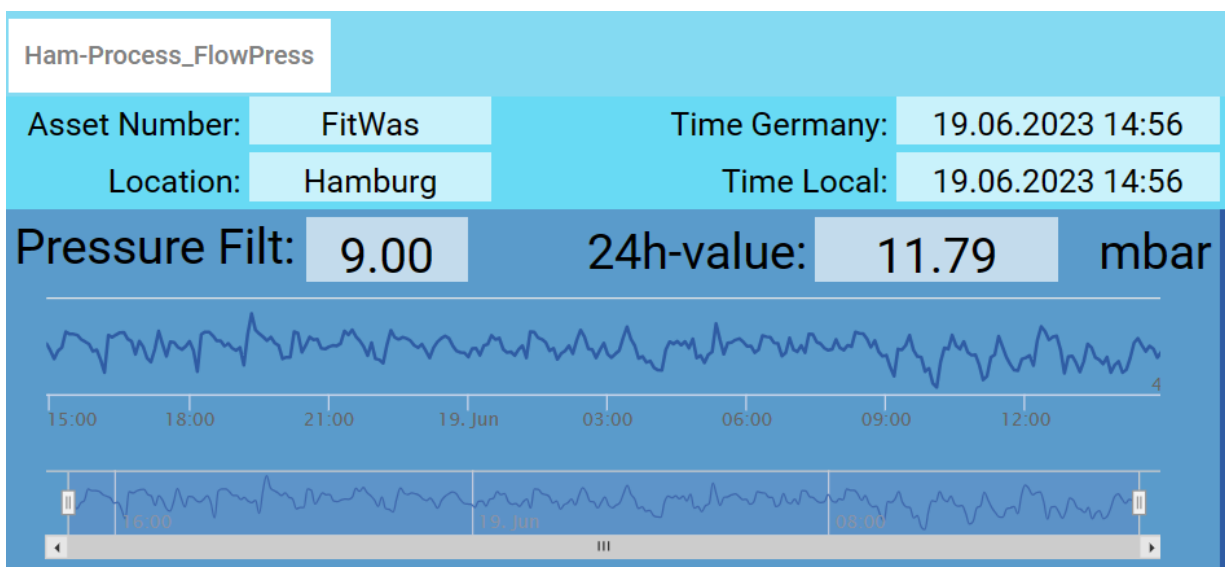 Ham-Process_FlowPress
Asset Number: FitWas Time Germany: 19.06.2023 14:56
Location: Hamburg Time Local: 19.06.2023 14:56
Pressure Filt: 9.00 24h-value: 11.79 mbar
4
15:00 18:00 21:00 19. Jun 03:00 06:00 09:00 12:00
16:00 19. Jun 08:00